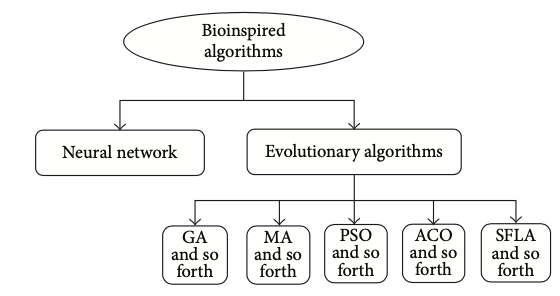 Bioinspired
algorithms
Neural network
Evolutionary algorithms
GA
and so
forth
MA
and so
forth
PSO
and so
forth
ACO
and so
forth
SFLA
and so
forth